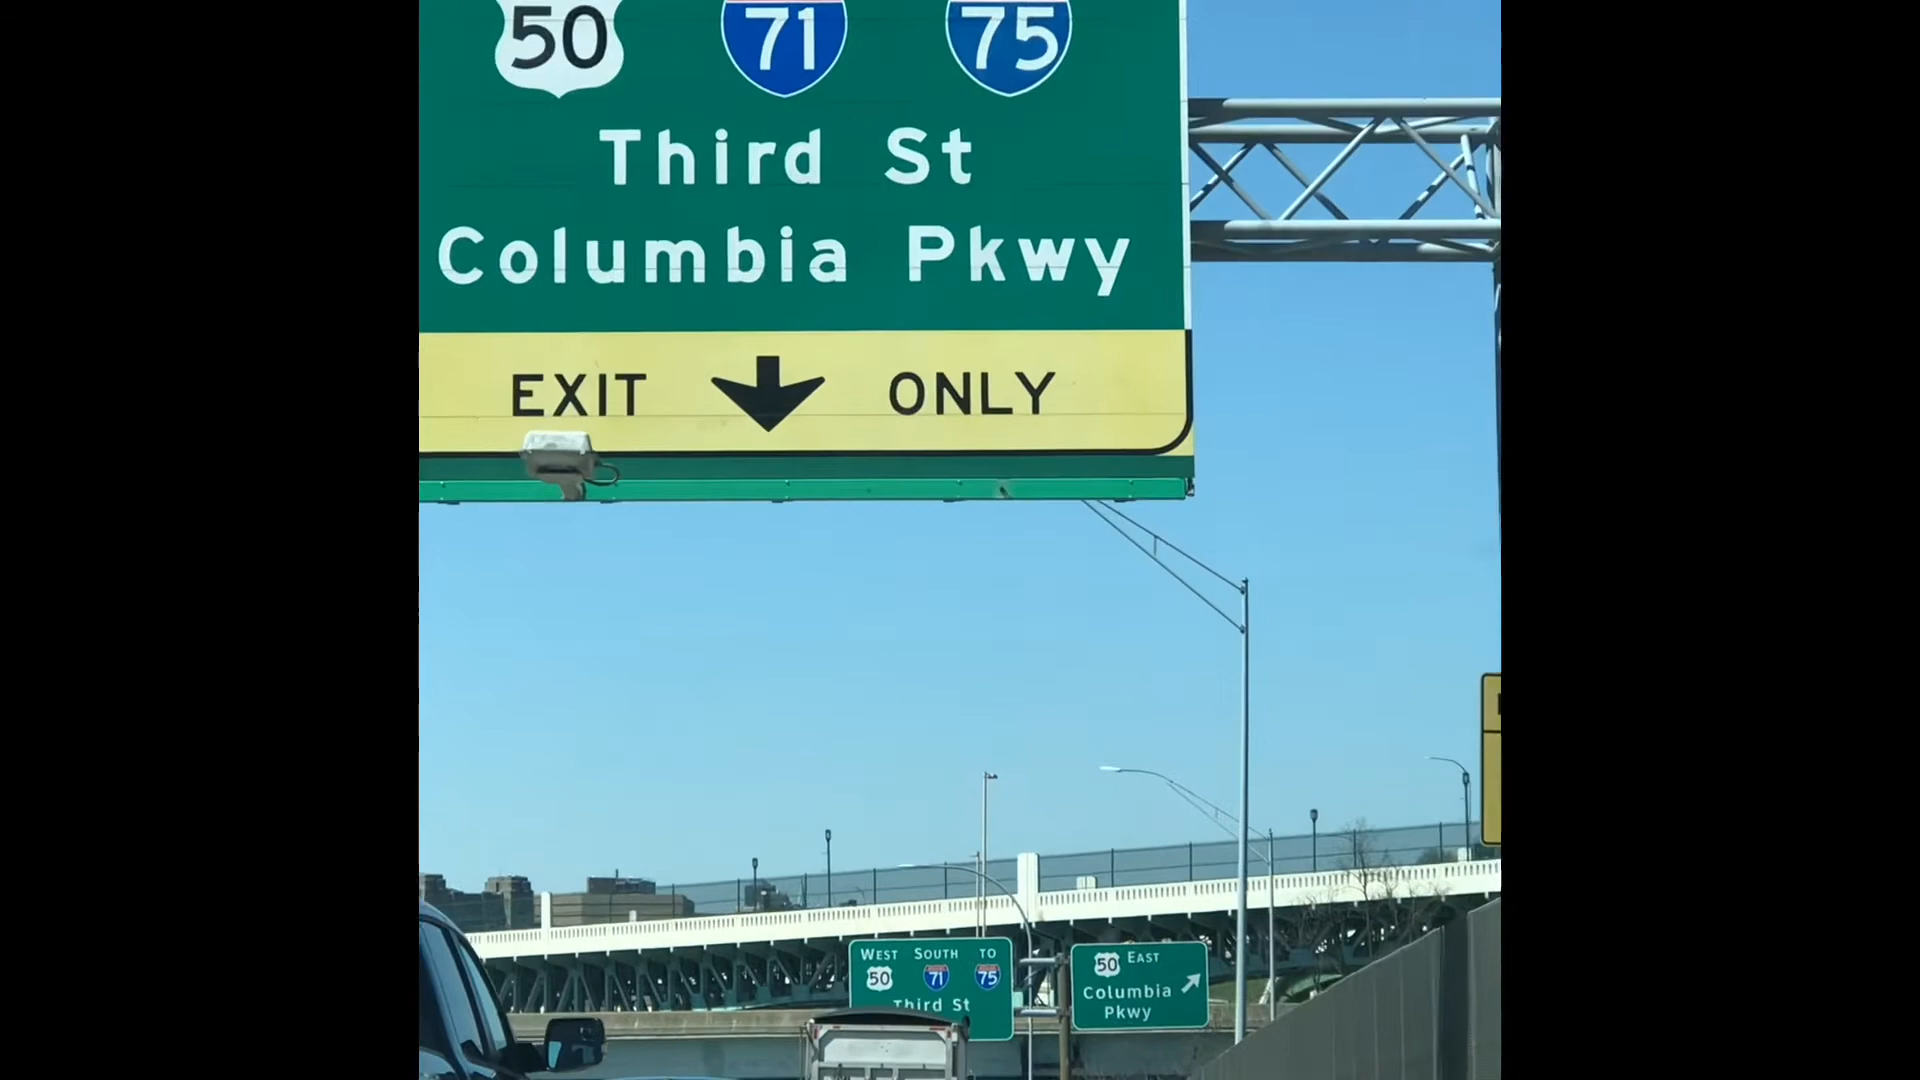 50 71 75
Third St
Columbia Pkwy
EXIT ONLY
WEST SOUTH TO
50 71 75
Third St
50 EAST
Columbia
Pkwy